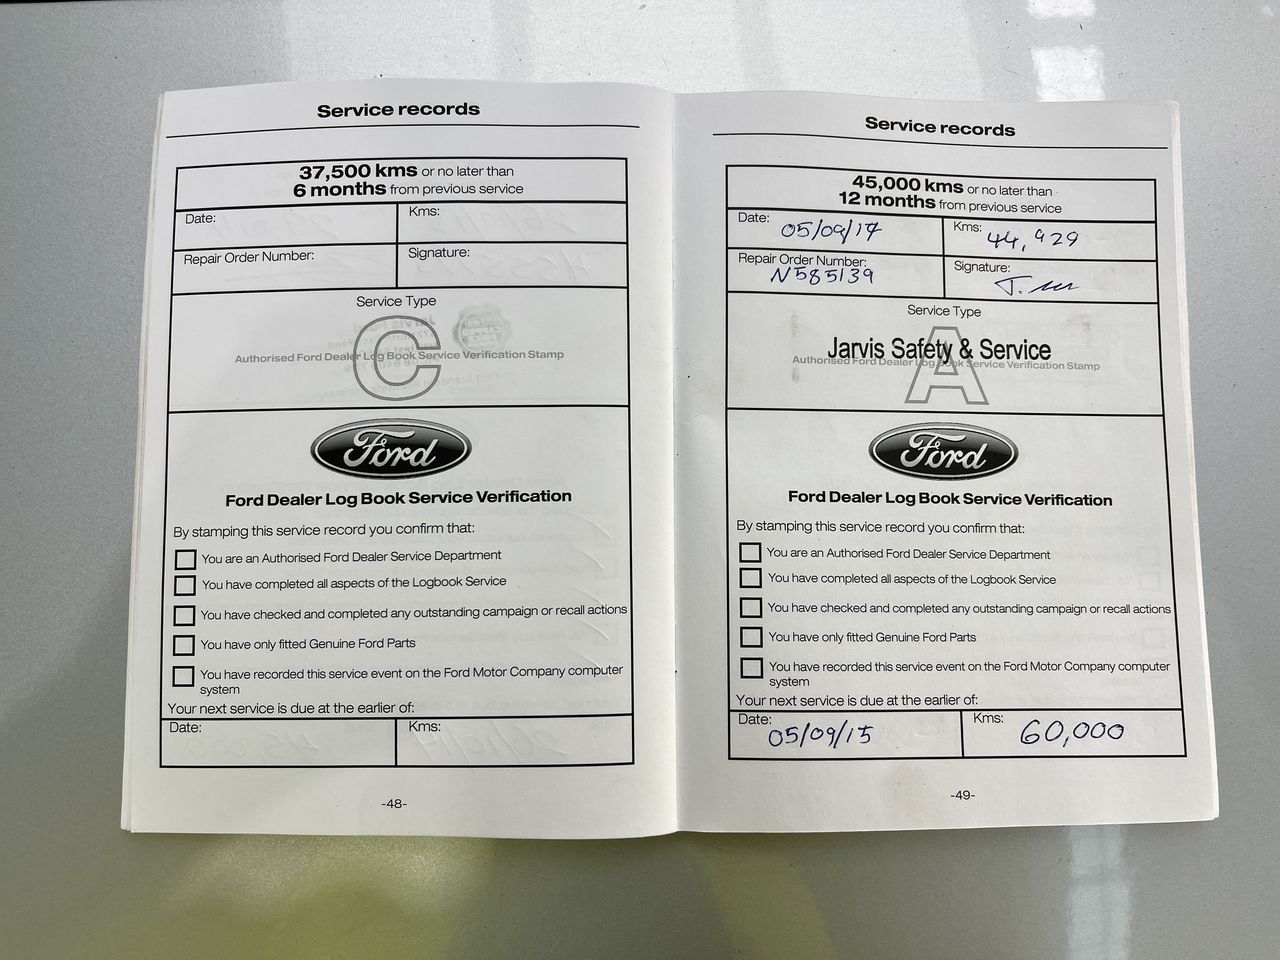 Service records
37,500 kms or no later than
6 months from previous service
Date:
Kms:
Repair Order Number:
Signature:
Service Type
C
Authorised Ford Dealer Log Book Service Verification Stamp
Ford
Ford Dealer Log Book Service Verification
By stamping this service record you confirm that:
You are an Authorised Ford Dealer Service Department
You have completed all aspects of the Logbook Service
You have checked and completed any outstanding campaign or recall actions
You have only fitted Genuine Ford Parts
You have recorded this service event on the Ford Motor Company computer
system
Your next service is due at the earlier of:
Date:
Kms:
-48-
Service records
45,000 kms or no later than
12 months from previous service
Date: 05/09/14
Kms: 44,929
Repair Order Number:
N585139
Signature:
Service Type
A
Jarvis Safety & Service
Authorised Ford Dealer Log Book Service Verification Stamp
Ford
Ford Dealer Log Book Service Verification
By stamping this service record you confirm that:
You are an Authorised Ford Dealer Service Department
You have completed all aspects of the Logbook Service
You have checked and completed any outstanding campaign or recall actions
You have only fitted Genuine Ford Parts
You have recorded this service event on the Ford Motor Company computer
system
Your next service is due at the earlier of:
Date: 05/09/15
Kms: 60,000
-49-